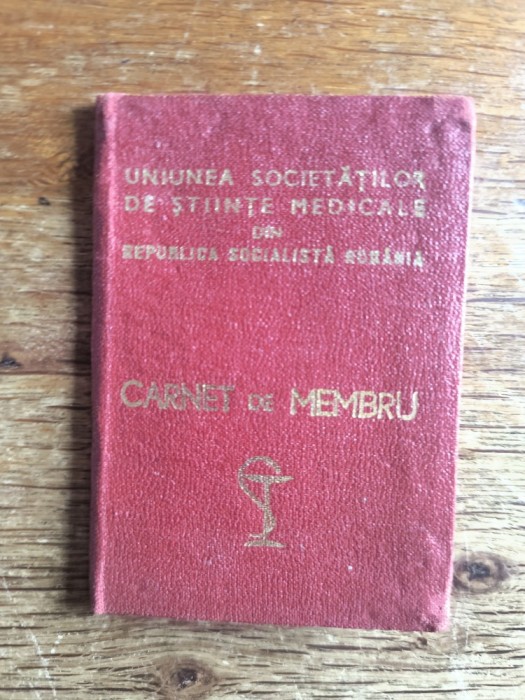 UNIUNEA SOCIETĂȚILOR
DE ȘTIINȚE MEDICALE
DIN
REPUBLICA SOCIALISTĂ ROMÂNIA
CARNET DE MEMBRU